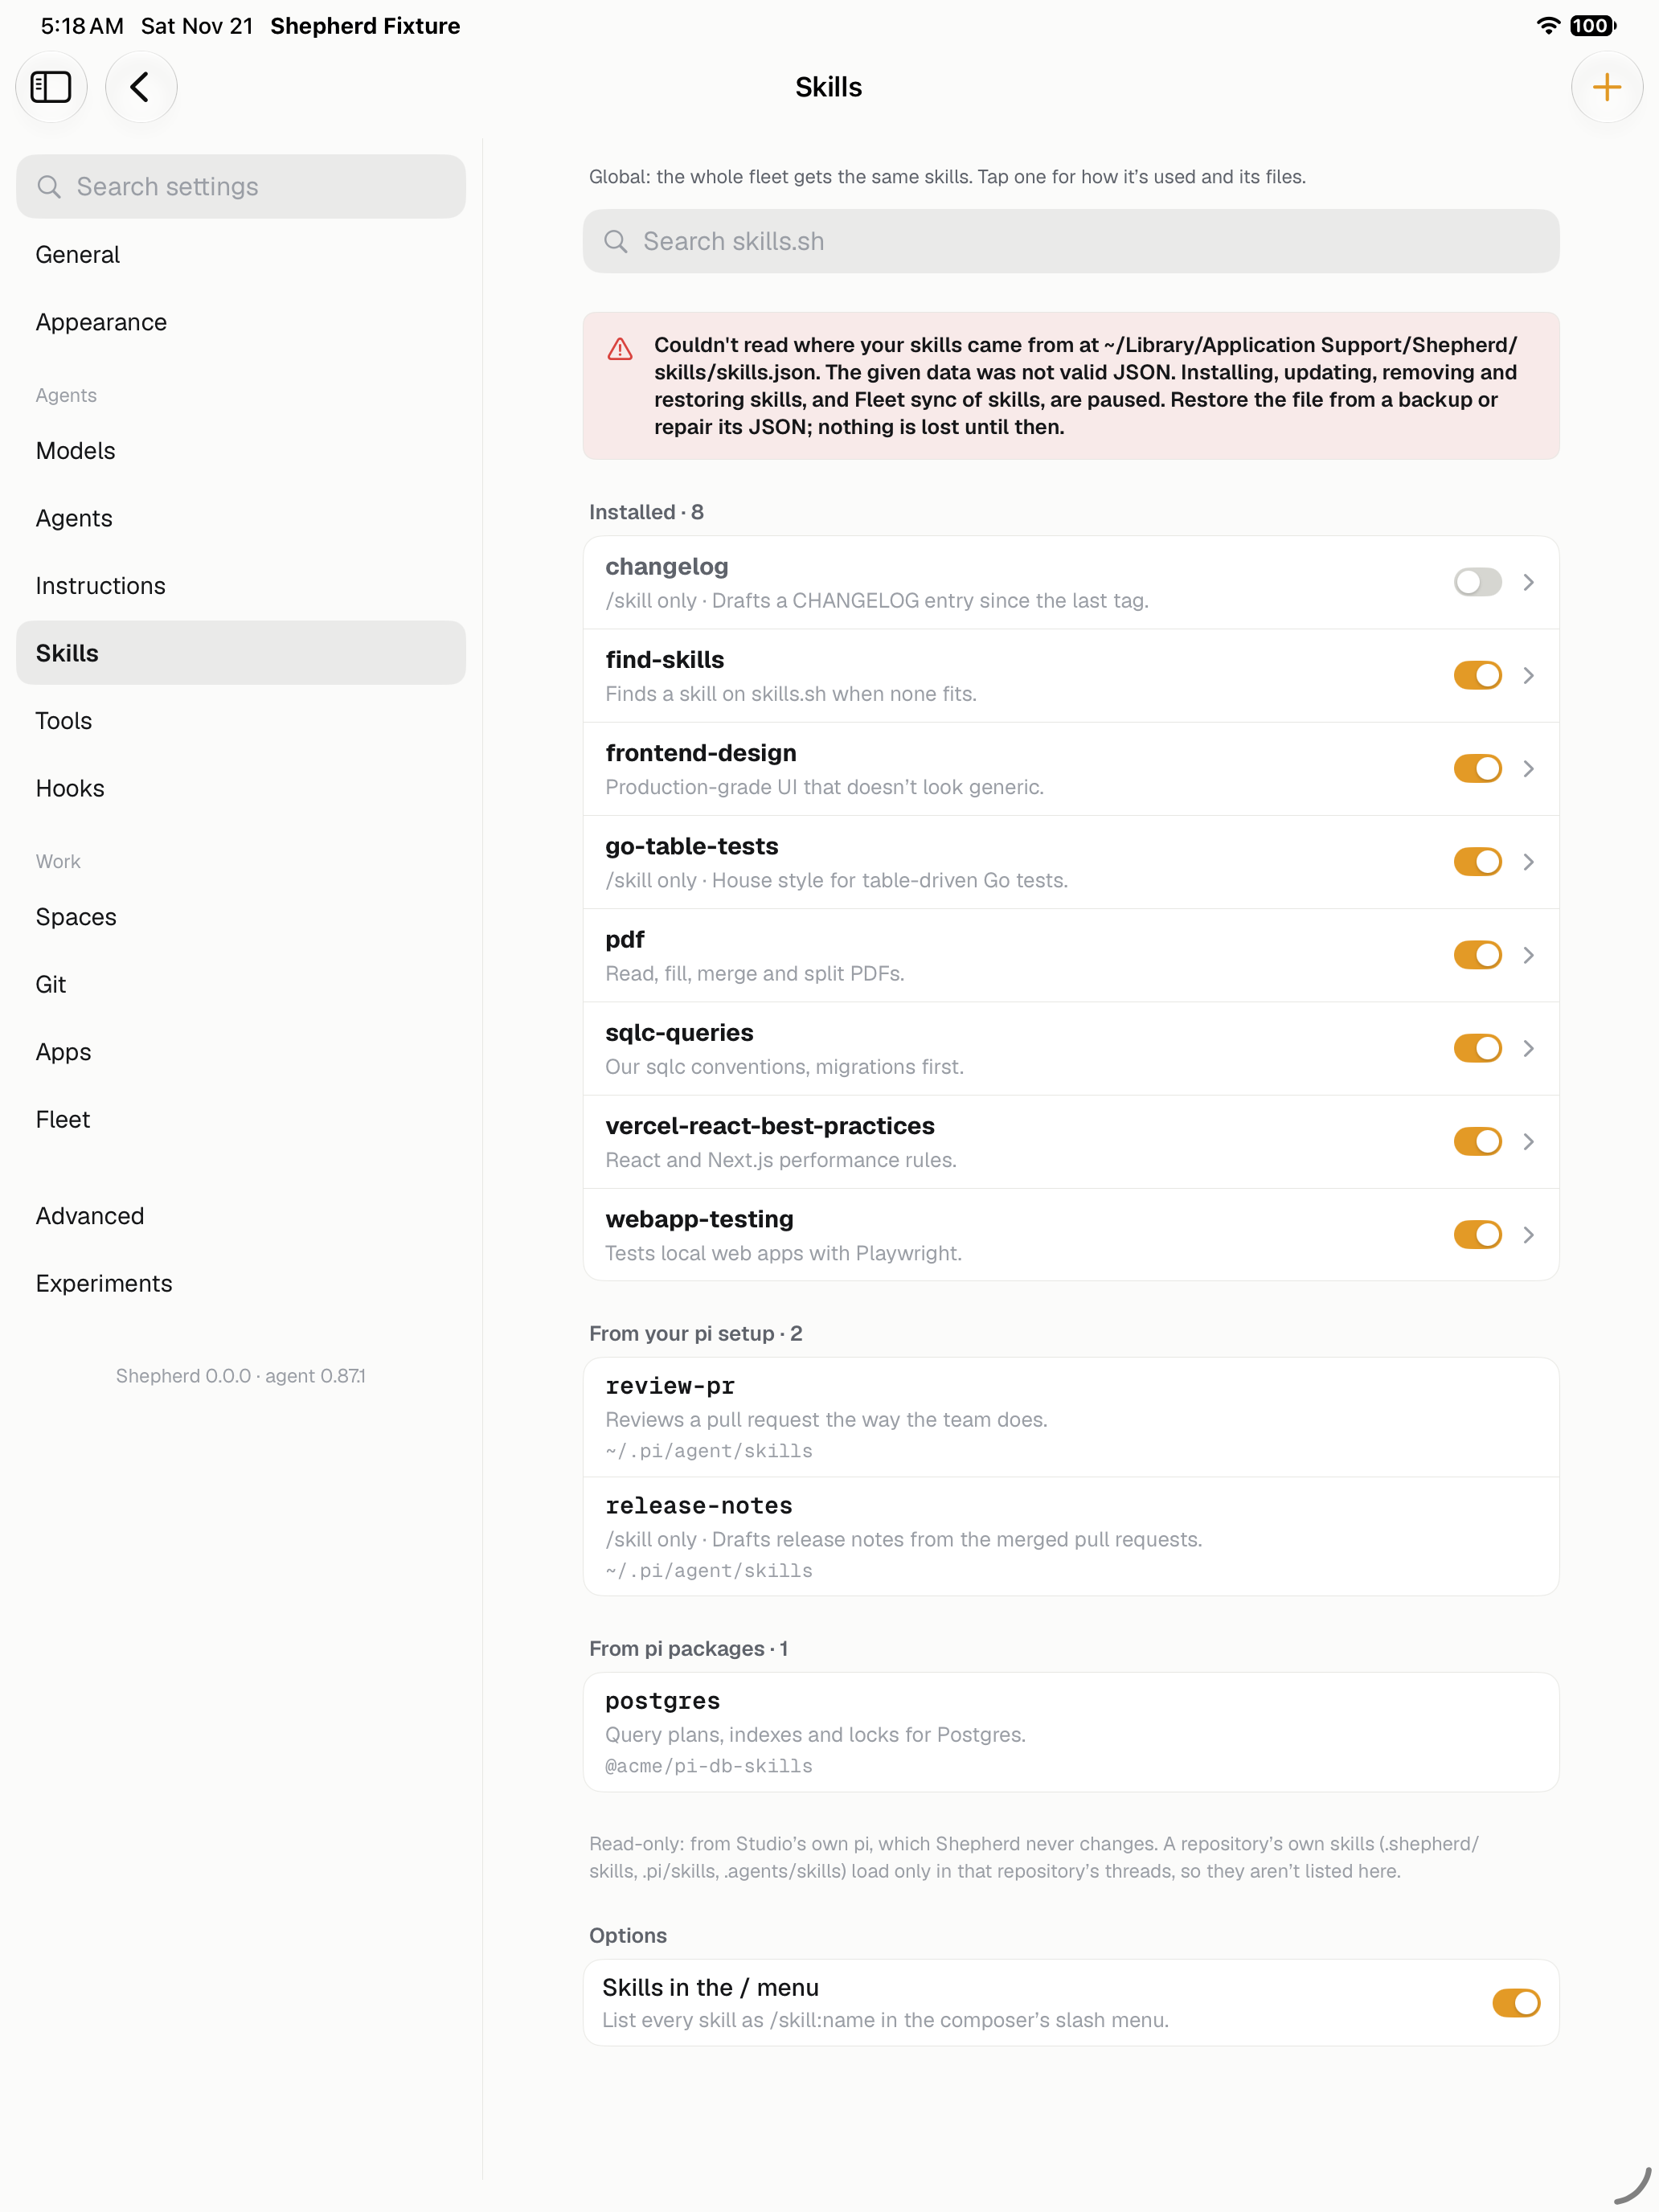 5:18 AM Sat Nov 21 Shepherd Fixture
100
Skills
Search settings
General
Appearance
Agents
Models
Agents
Instructions
Skills
Tools
Hooks
Work
Spaces
Git
Apps
Fleet
Advanced
Experiments
Shepherd 0.0.0 · agent 0.87.1
Global: the whole fleet gets the same skills. Tap one for how it’s used and its files.
Search skills.sh
Couldn't read where your skills came from at ~/Library/Application Support/Shepherd/
skills/skills.json. The given data was not valid JSON. Installing, updating, removing and
restoring skills, and Fleet sync of skills, are paused. Restore the file from a backup or
repair its JSON; nothing is lost until then.
Installed · 8
changelog
/skill only · Drafts a CHANGELOG entry since the last tag.
find-skills
Finds a skill on skills.sh when none fits.
frontend-design
Production-grade UI that doesn’t look generic.
go-table-tests
/skill only · House style for table-driven Go tests.
pdf
Read, fill, merge and split PDFs.
sqlc-queries
Our sqlc conventions, migrations first.
vercel-react-best-practices
React and Next.js performance rules.
webapp-testing
Tests local web apps with Playwright.
From your pi setup · 2
review-pr
Reviews a pull request the way the team does.
~/.pi/agent/skills
release-notes
/skill only · Drafts release notes from the merged pull requests.
~/.pi/agent/skills
From pi packages · 1
postgres
Query plans, indexes and locks for Postgres.
@acme/pi-db-skills
Read-only: from Studio’s own pi, which Shepherd never changes. A repository’s own skills (.shepherd/
skills, .pi/skills, .agents/skills) load only in that repository’s threads, so they aren’t listed here.
Options
Skills in the / menu
List every skill as /skill:name in the composer’s slash menu.